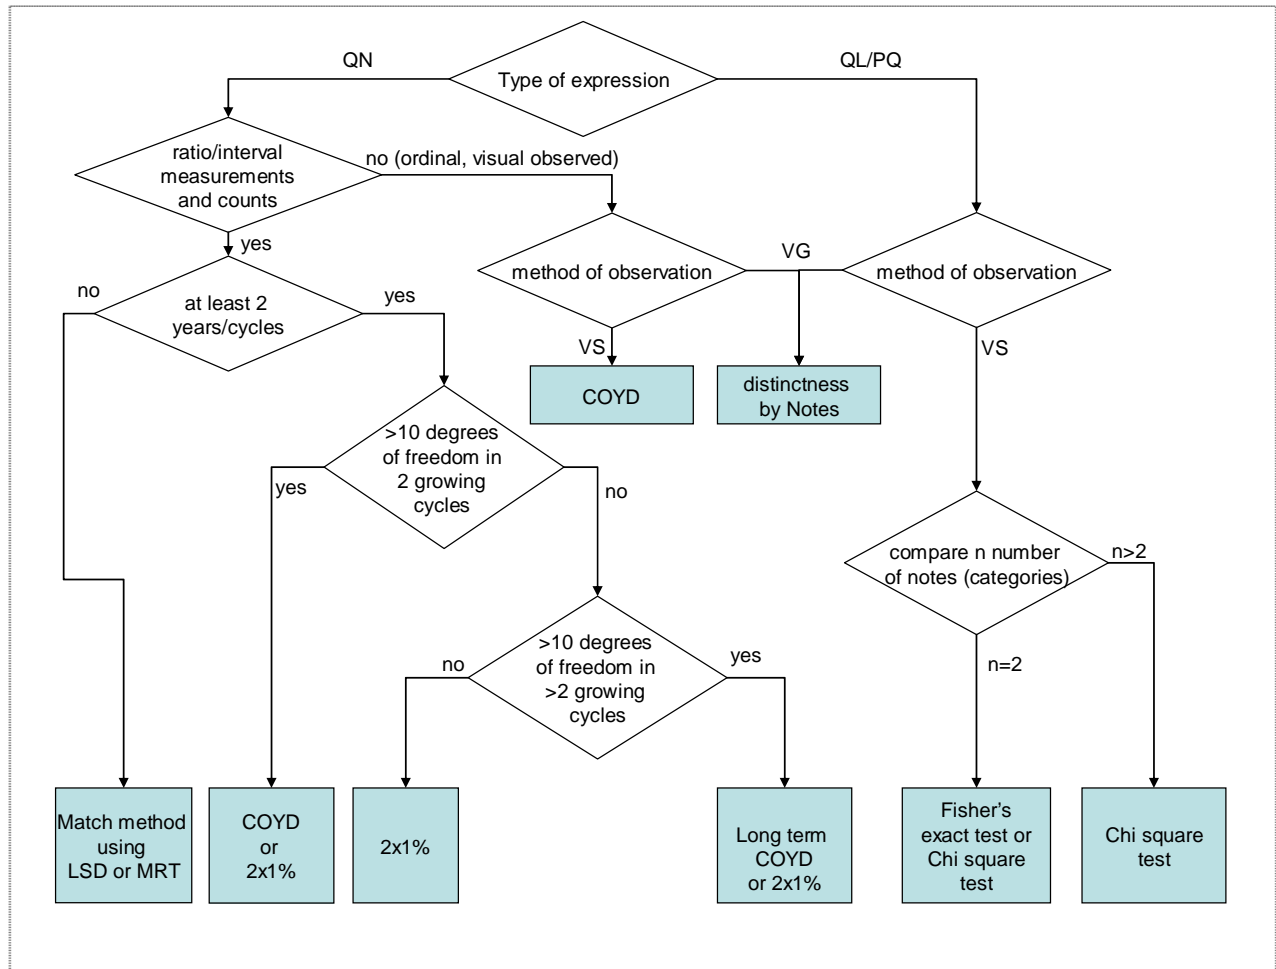 QN
QL/PQ
Type of expression
ratio/interval
measurements
and counts
no (ordinal, visual observed)
yes
method of observation
VG
method of observation
no
at least 2
years/cycles
yes
VS
VS
COYD
distinctness
by Notes
>10 degrees
of freedom in
2 growing
cycles
yes
no
compare n number
of notes (categories)
n>2
>10 degrees
of freedom in
>2 growing
cycles
no
yes
n=2
Match method
using
LSD or MRT
COYD
or
2x1%
2x1%
Long term
COYD
or 2x1%
Fisher's
exact test or
Chi square
test
Chi square
test